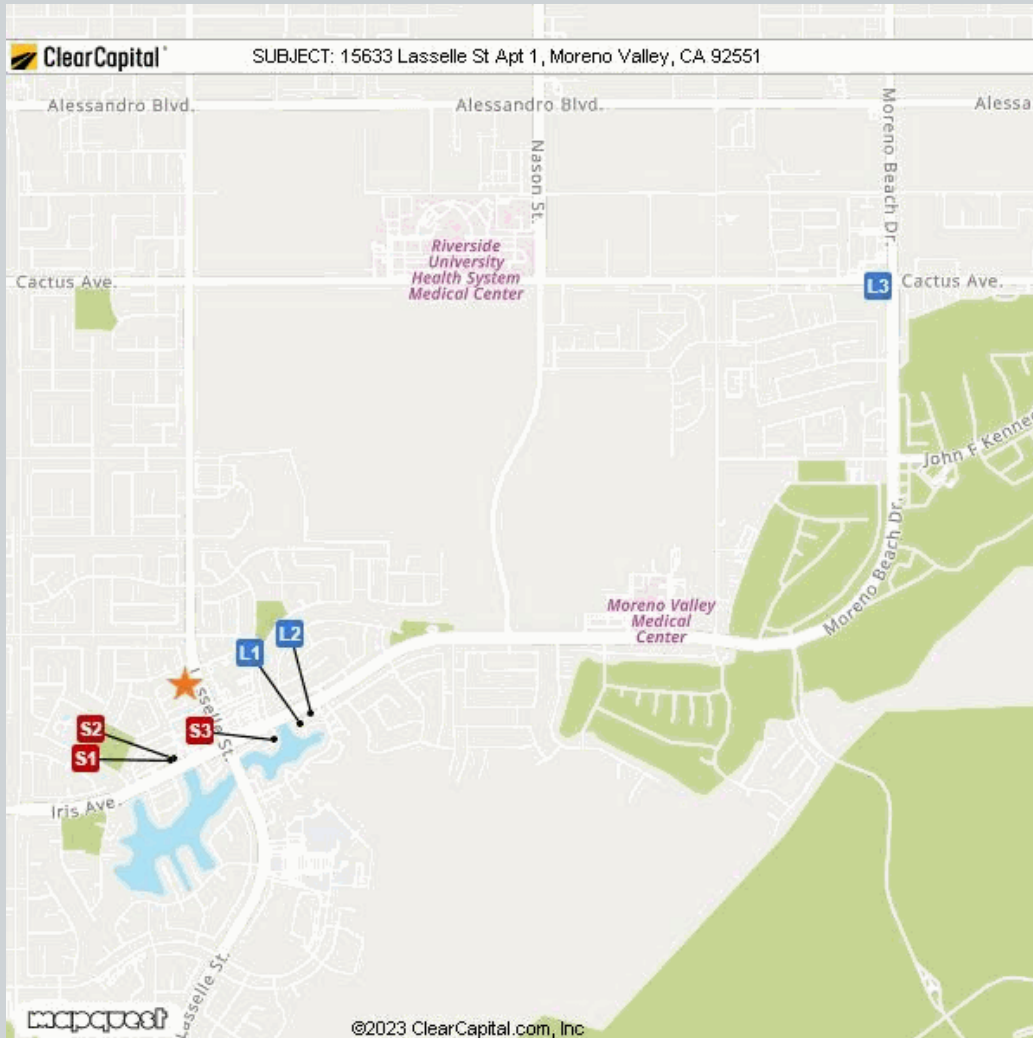 ClearCapital
SUBJECT: 15633 Lasselle St Apt 1, Moreno Valley, CA 92551
Alessandro Blvd.
Alessandro Blvd.
Alessa
Moreno Beach Dr.
Nason St.
Riverside
University
Health System
Medical Center
Cactus Ave.
L3
Cactus Ave.
John F Kenne
Moreno Beach Dr.
Moreno Valley
Medical
Center
L1
L2
Lasselle St.
S2
S3
S1
Iris Ave.
Lasselle St.
mapquest
©2023 ClearCapital.com, Inc